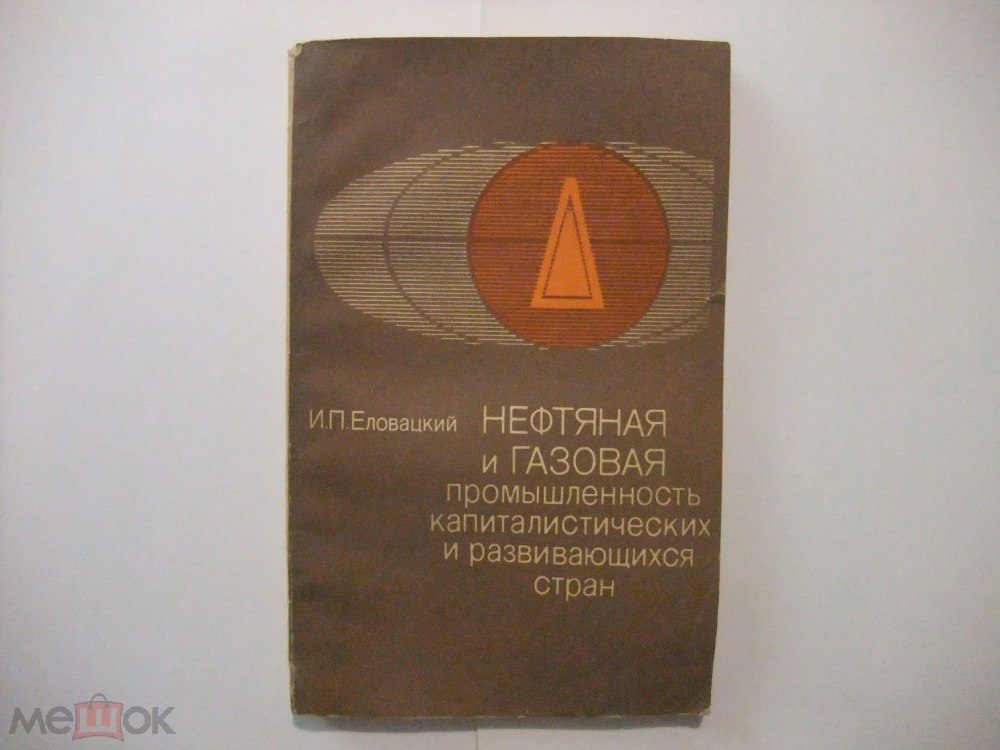 И.П.Еловацкий
НЕФТЯНАЯ
и ГАЗОВАЯ
промышленность
капиталистических
и развивающихся
стран
мешок